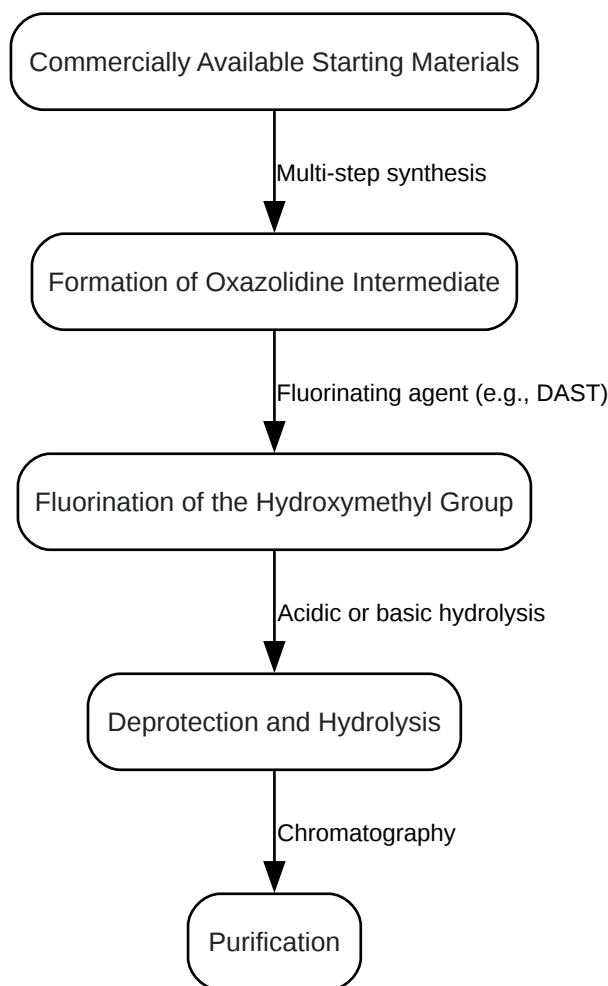 Commercially Available Starting Materials
Multi-step synthesis
Formation of Oxazolidine Intermediate
Fluorinating agent (e.g., DAST)
Fluorination of the Hydroxymethyl Group
Acidic or basic hydrolysis
Deprotection and Hydrolysis
Chromatography
Purification